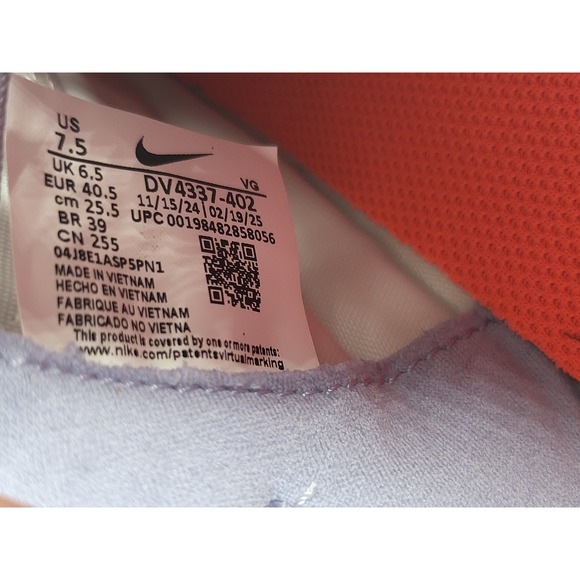 US
7.5
UK 6.5
EUR 40.5
cm 25.5
BR 39
CN 255
VG
DV4337-402
11/15/24 | 02/19/25
UPC 00198482858056
04J8E1ASP5PN1
MADE IN VIETNAM
HECHO EN VIETNAM
FABRIQUE AU VIETNAM
FABRICADO NO VIETNA
This product is covered by one or more patents:
www.nike.com/patentsvirtualmarking